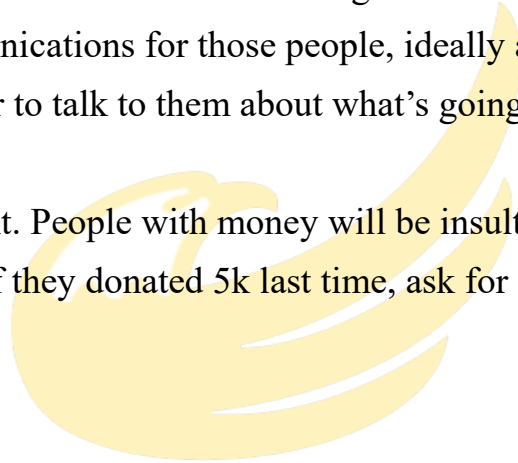 nications for those people, ideally
r to talk to them about what's going
t. People with money will be insult
f they donated 5k last time, ask for